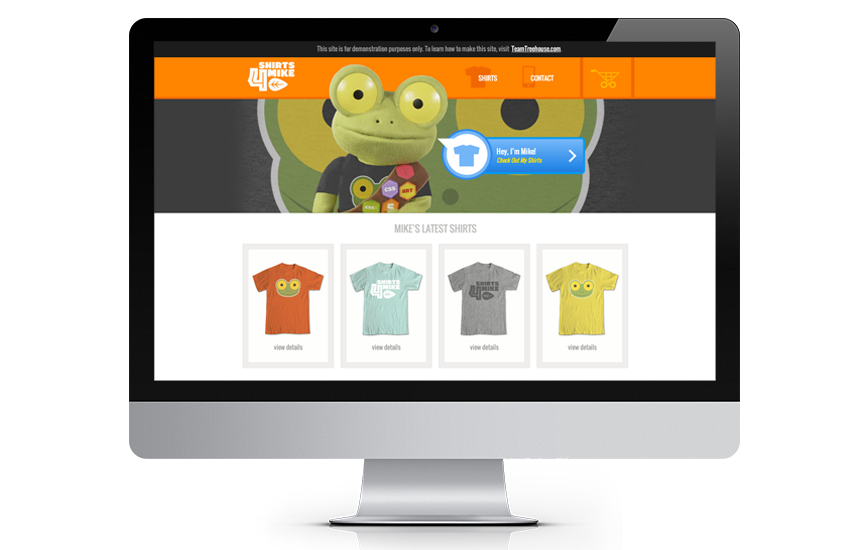 This site is for demonstration purposes only. To learn how to make this site, visit TeamTreehouse.com.
SHIRTS
4 MIKE
SHIRTS
CONTACT
Hey, I'm Mike!
Check Out My Shirts
CSS
MIKE'S LATEST SHIRTS
SHIRTS
4 MIKE
SHIRTS
4 MIKE
view details
view details
view details
view details